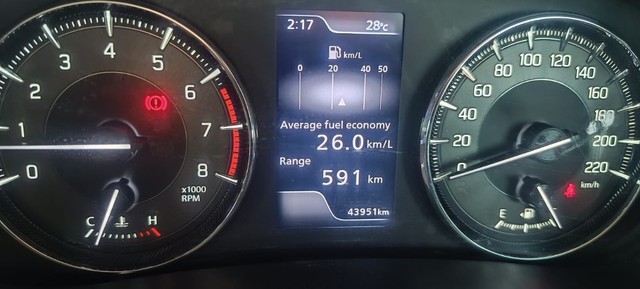 2:17 28°C
km/L
0 20 40 50
Average fuel economy
26.0 km/L
Range
591 km
43951km
0 1 2 3 4 5 6 7 8
x1000
RPM
C H
0 20 40 60 80 100 120 140 160 180 200 220
km/h
E